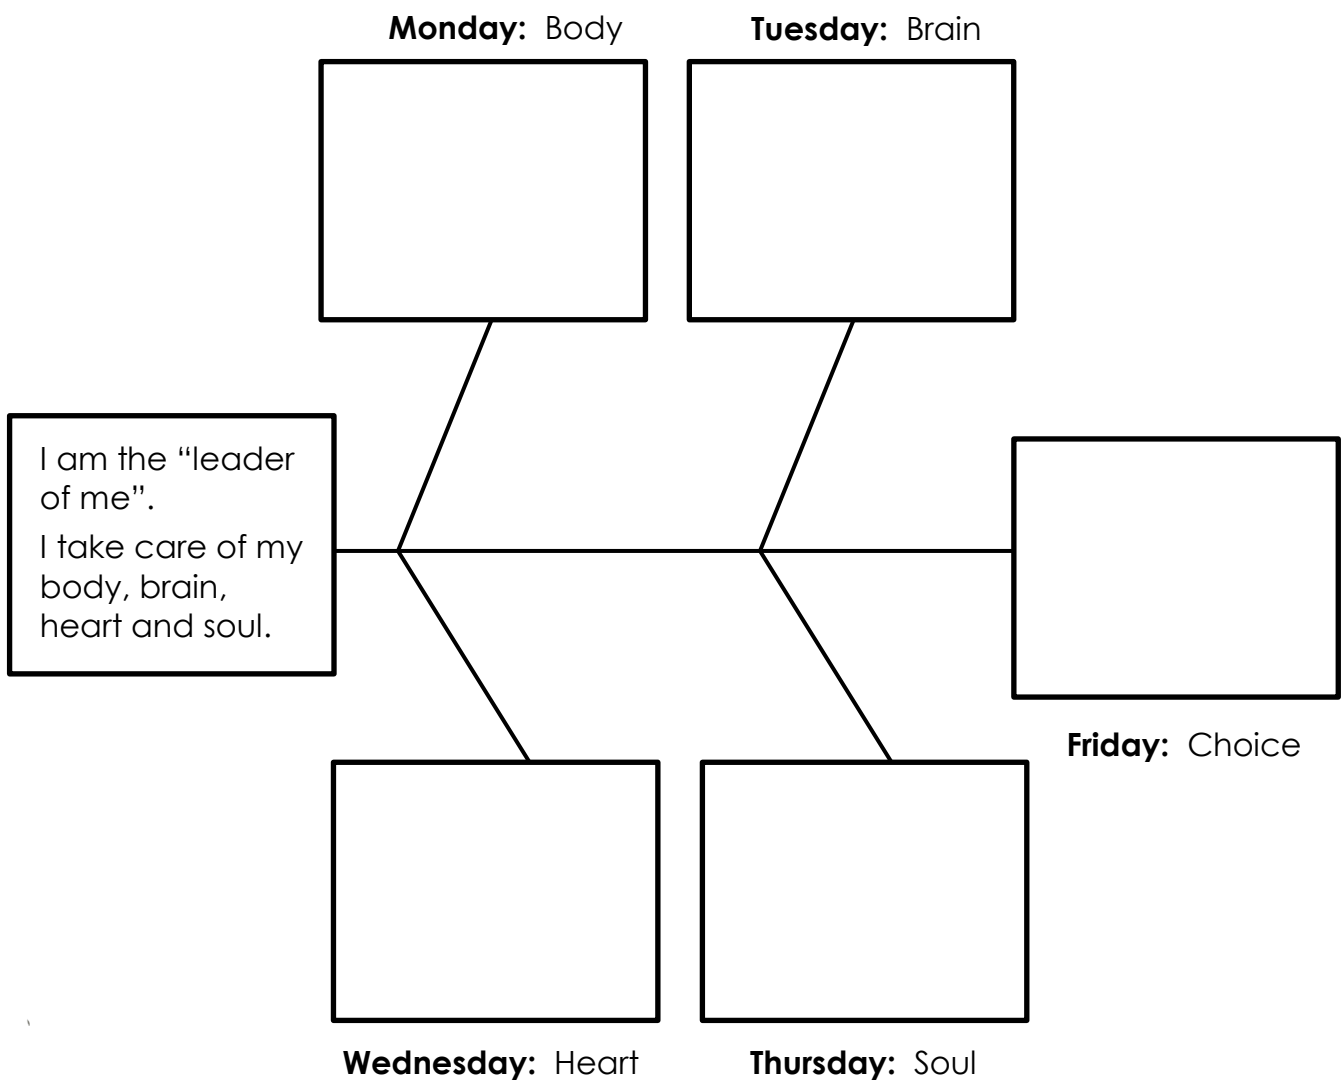 Monday: Body
Tuesday: Brain
I am the “leader
of me”.
I take care of my
body, brain,
heart and soul.
Friday: Choice
Wednesday: Heart
Thursday: Soul